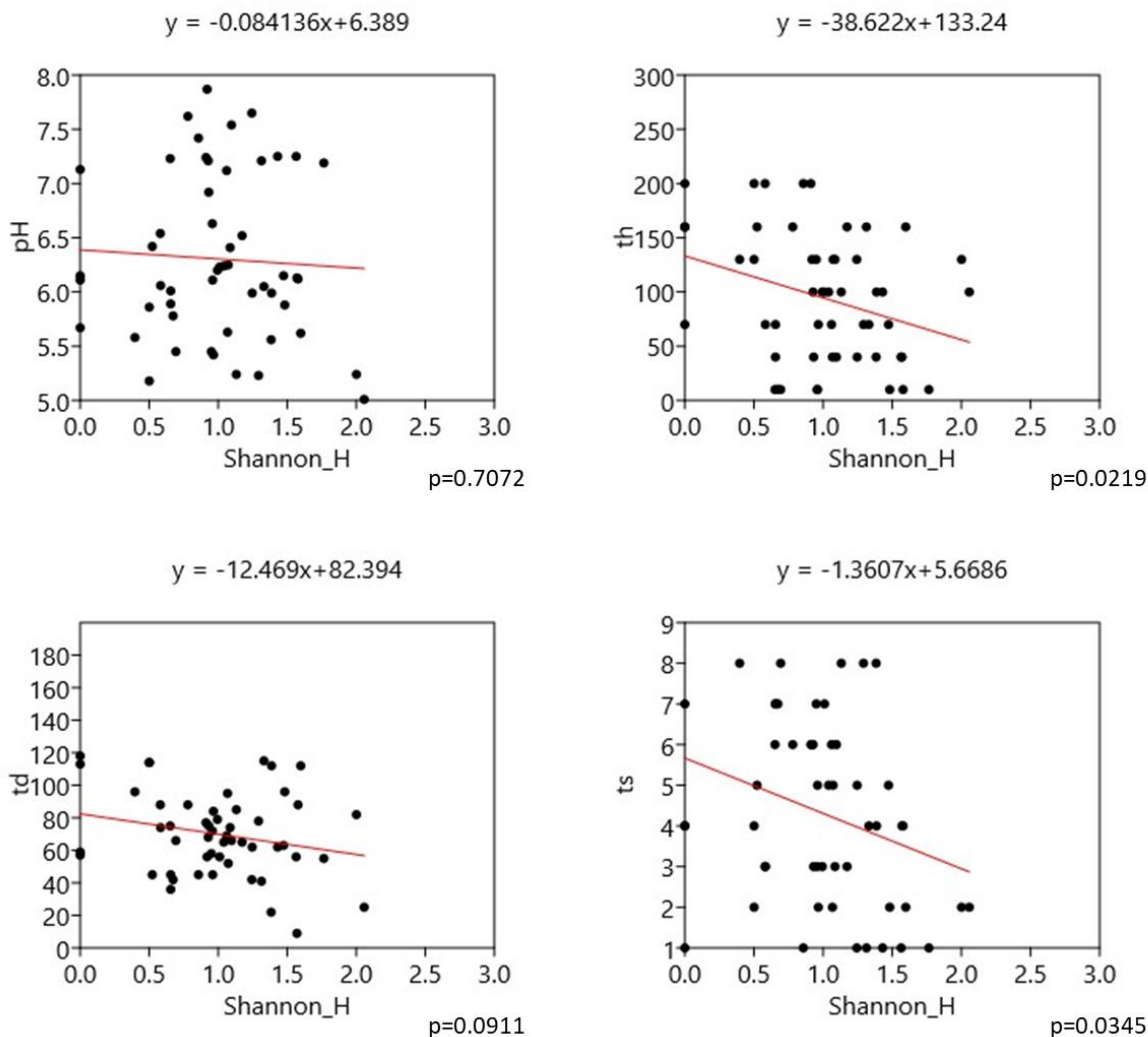 y = -0.084136x+6.389
8.0
7.5
7.0
6.5
6.0
5.5
5.0
pH
0.0 0.5 1.0 1.5 2.0 2.5 3.0
Shannon_H
p=0.7072
y = -38.622x+133.24
300
250
200
150
100
50
0
th
0.0 0.5 1.0 1.5 2.0 2.5 3.0
Shannon_H
p=0.0219
y = -12.469x+82.394
180
160
140
120
100
80
60
40
20
0
td
0.0 0.5 1.0 1.5 2.0 2.5 3.0
Shannon_H
p=0.0911
y = -1.3607x+5.6686
9
8
7
6
5
4
3
2
1
ts
0.0 0.5 1.0 1.5 2.0 2.5 3.0
Shannon_H
p=0.0345